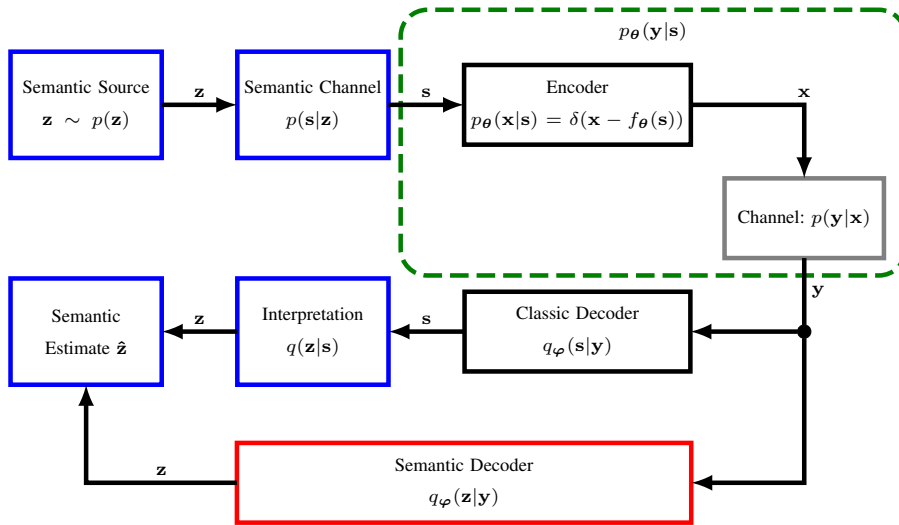 p_𝜽(𝐲|𝐬)
Semantic Source
𝐳 ∼ p(𝐳)
𝐳
Semantic Channel
p(𝐬|𝐳)
𝐬
Encoder
p_𝜽(𝐱|𝐬) = δ(𝐱 − f_𝜽(𝐬))
𝐱
Channel: p(𝐲|𝐱)
𝐲
Semantic
Estimate 𝐳̂
𝐳
Interpretation
q(𝐳|𝐬)
𝐬
Classic Decoder
q_𝝋(𝐬|𝐲)
𝐳
Semantic Decoder
q_𝝋(𝐳|𝐲)